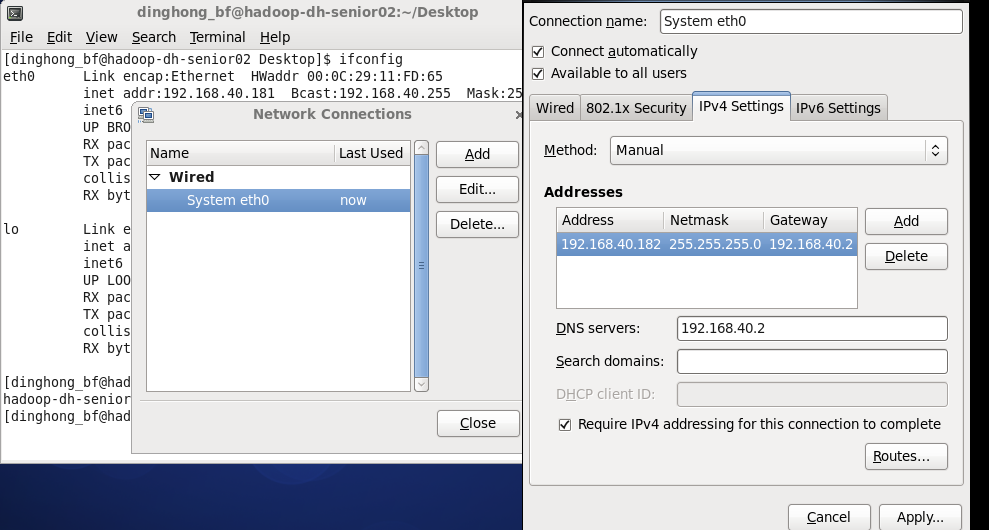 dinghong_bf@hadoop-dh-senior02:~/Desktop
File Edit View Search Terminal Help
[dinghong_bf@hadoop-dh-senior02 Desktop]$ ifconfig
eth0 Link encap:Ethernet HWaddr 00:0C:29:11:FD:65
inet addr:192.168.40.181 Bcast:192.168.40.255 Mask:25
inet6
UP BRO
RX pac
TX pac
collis
RX byt
lo Link e
inet a
inet6
UP LOO
RX pac
TX pac
collis
RX byt
[dinghong_bf@had
hadoop-dh-senior
[dinghong_bf@had
Network Connections
Name Last Used
Wired
System eth0 now
Add
Edit...
Delete...
Close
Connection name: System eth0
Connect automatically
Available to all users
Wired 802.1x Security IPv4 Settings IPv6 Settings
Method: Manual
Addresses
Address Netmask Gateway
192.168.40.182 255.255.255.0 192.168.40.2
Add
Delete
DNS servers: 192.168.40.2
Search domains:
DHCP client ID:
Require IPv4 addressing for this connection to complete
Routes…
Cancel Apply...